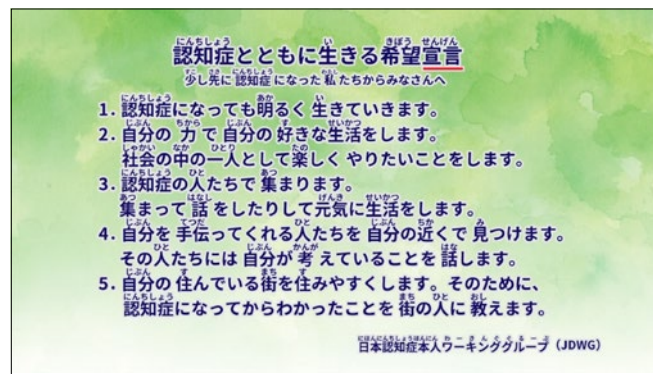 認知症とともに生きる希望宣言
少し先に認知症になった私たちからみなさんへ
1. 認知症になっても明るく生きていきます。
2. 自分の力で自分の好きな生活をします。
社会の中の一人として楽しくやりたいことをします。
3. 認知症の人たちで集まります。
集まって話をしたりして元気に生活をします。
4. 自分を手伝ってくれる人たちを自分の近くで見つけます。
その人たちには自分が考えていることを話します。
5. 自分の住んでいる街を住みやすくします。そのために、
認知症になってからわかったことを街の人に教えます。
日本認知症本人ワーキンググループ（JDWG）